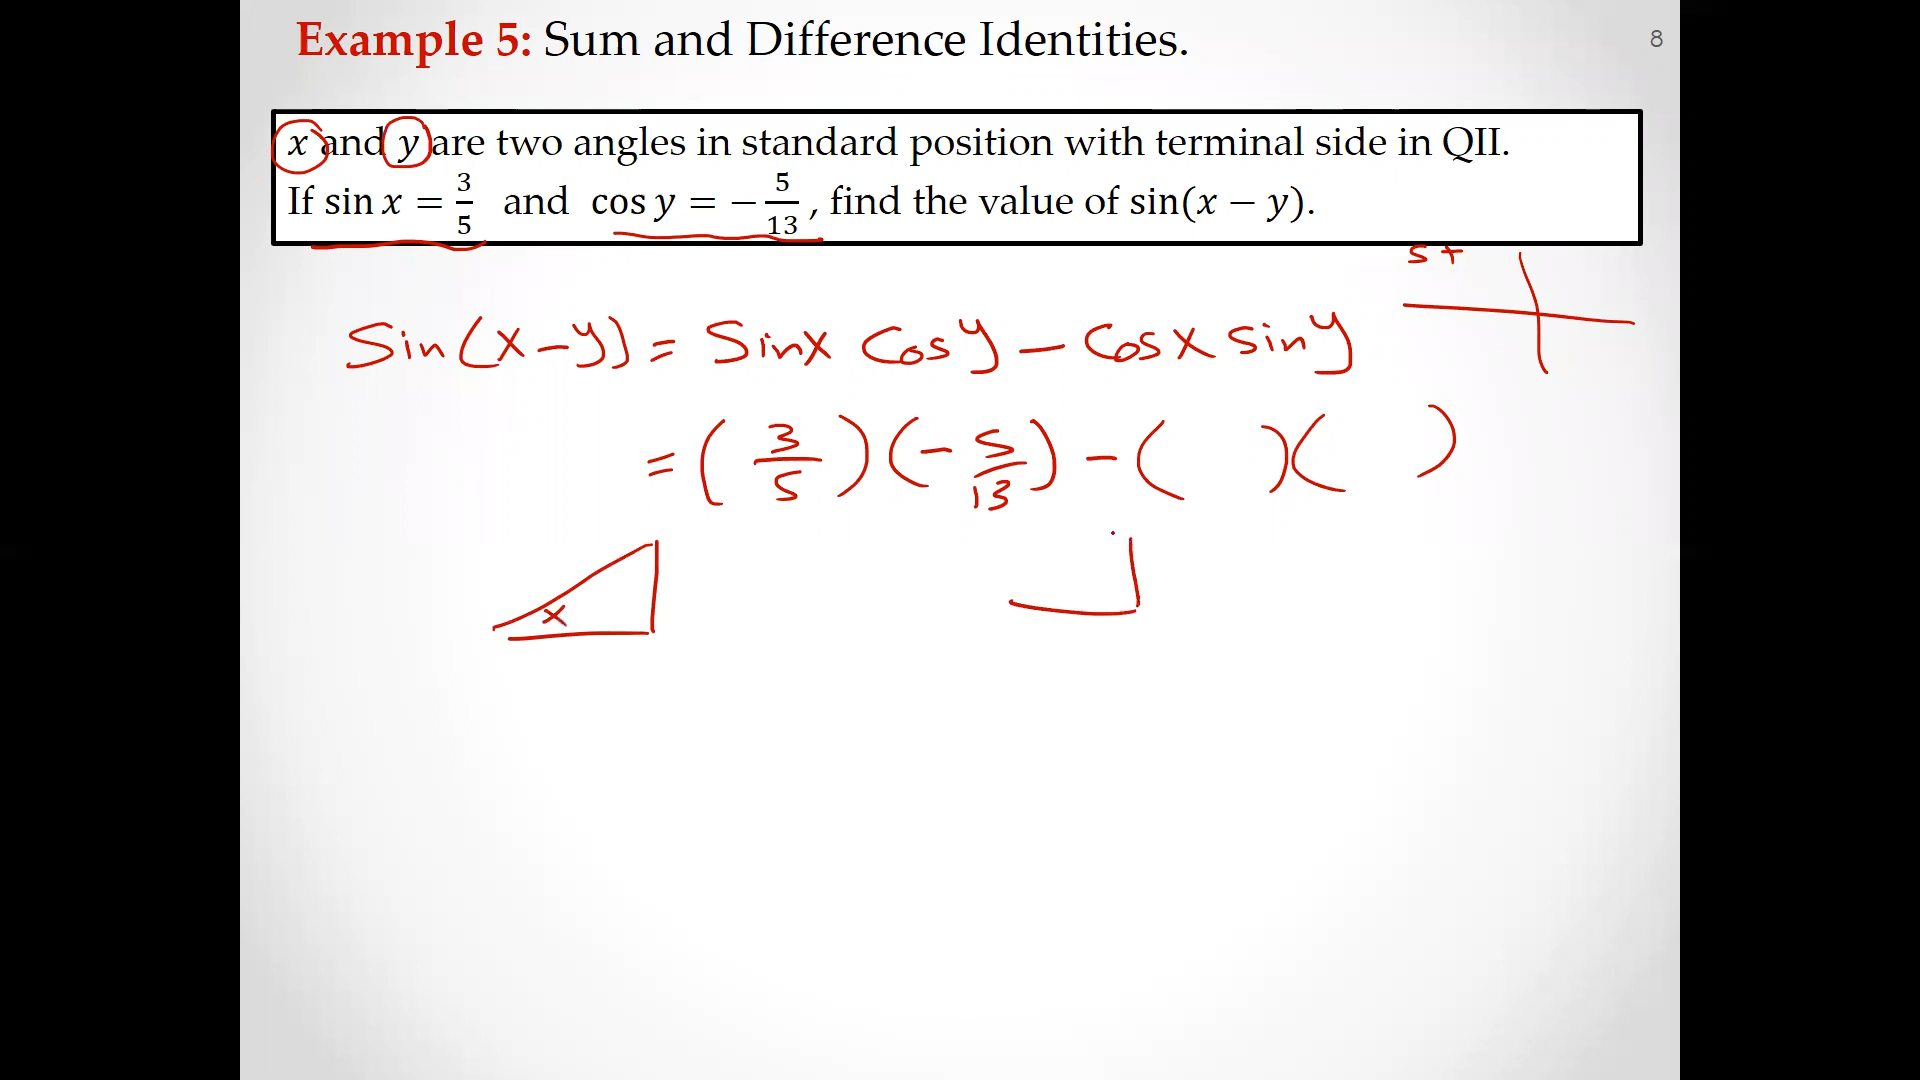 Example 5: Sum and Difference Identities.
8
x and y are two angles in standard position with terminal side in QII.
If sin x = 3/5 and cos y = −5/13, find the value of sin(x − y).
s +
Sin(x-y) = Sinx Cosy - Cosx siny
= (3/5)(-5/13) - ( )( )
x